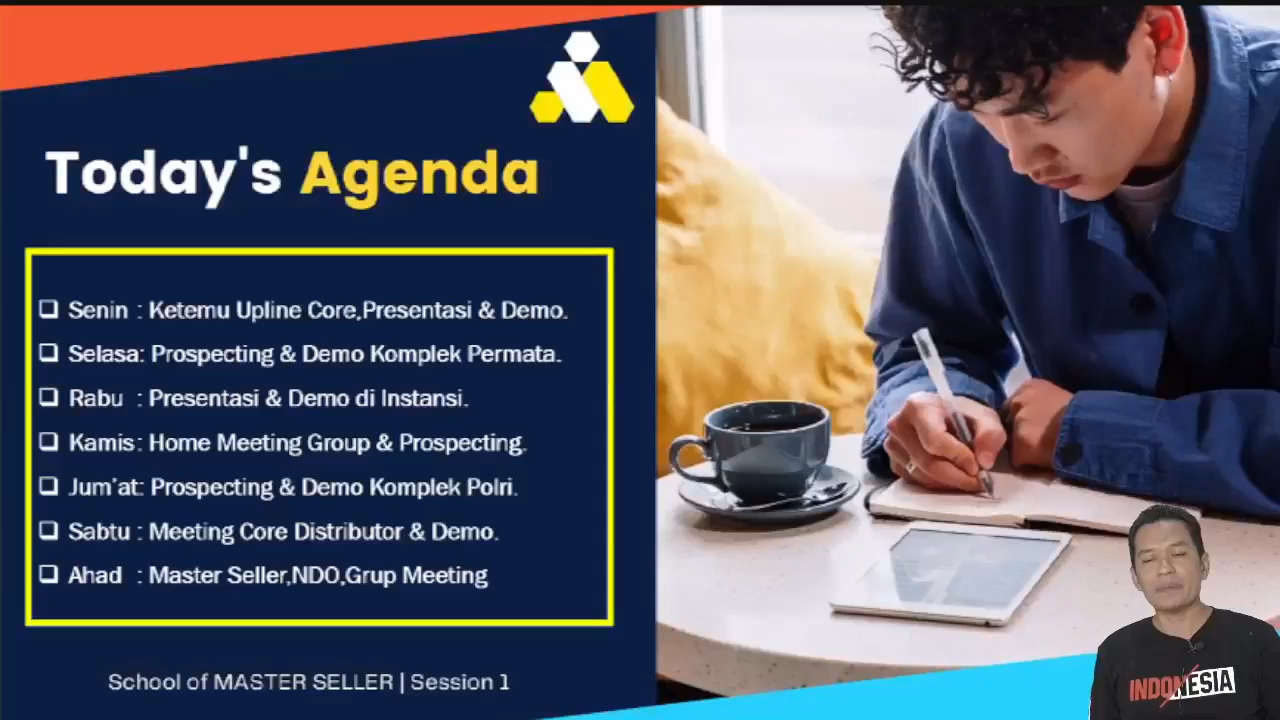 Today's Agenda
Senin : Ketemu Upline Core,Presentasi & Demo.
Selasa: Prospecting & Demo Komplek Permata.
Rabu : Presentasi & Demo di Instansi.
Kamis: Home Meeting Group & Prospecting.
Jum'at: Prospecting & Demo Komplek Polri.
Sabtu : Meeting Core Distributor & Demo.
Ahad : Master Seller,NDO,Grup Meeting
School of MASTER SELLER | Session 1
INDONESIA